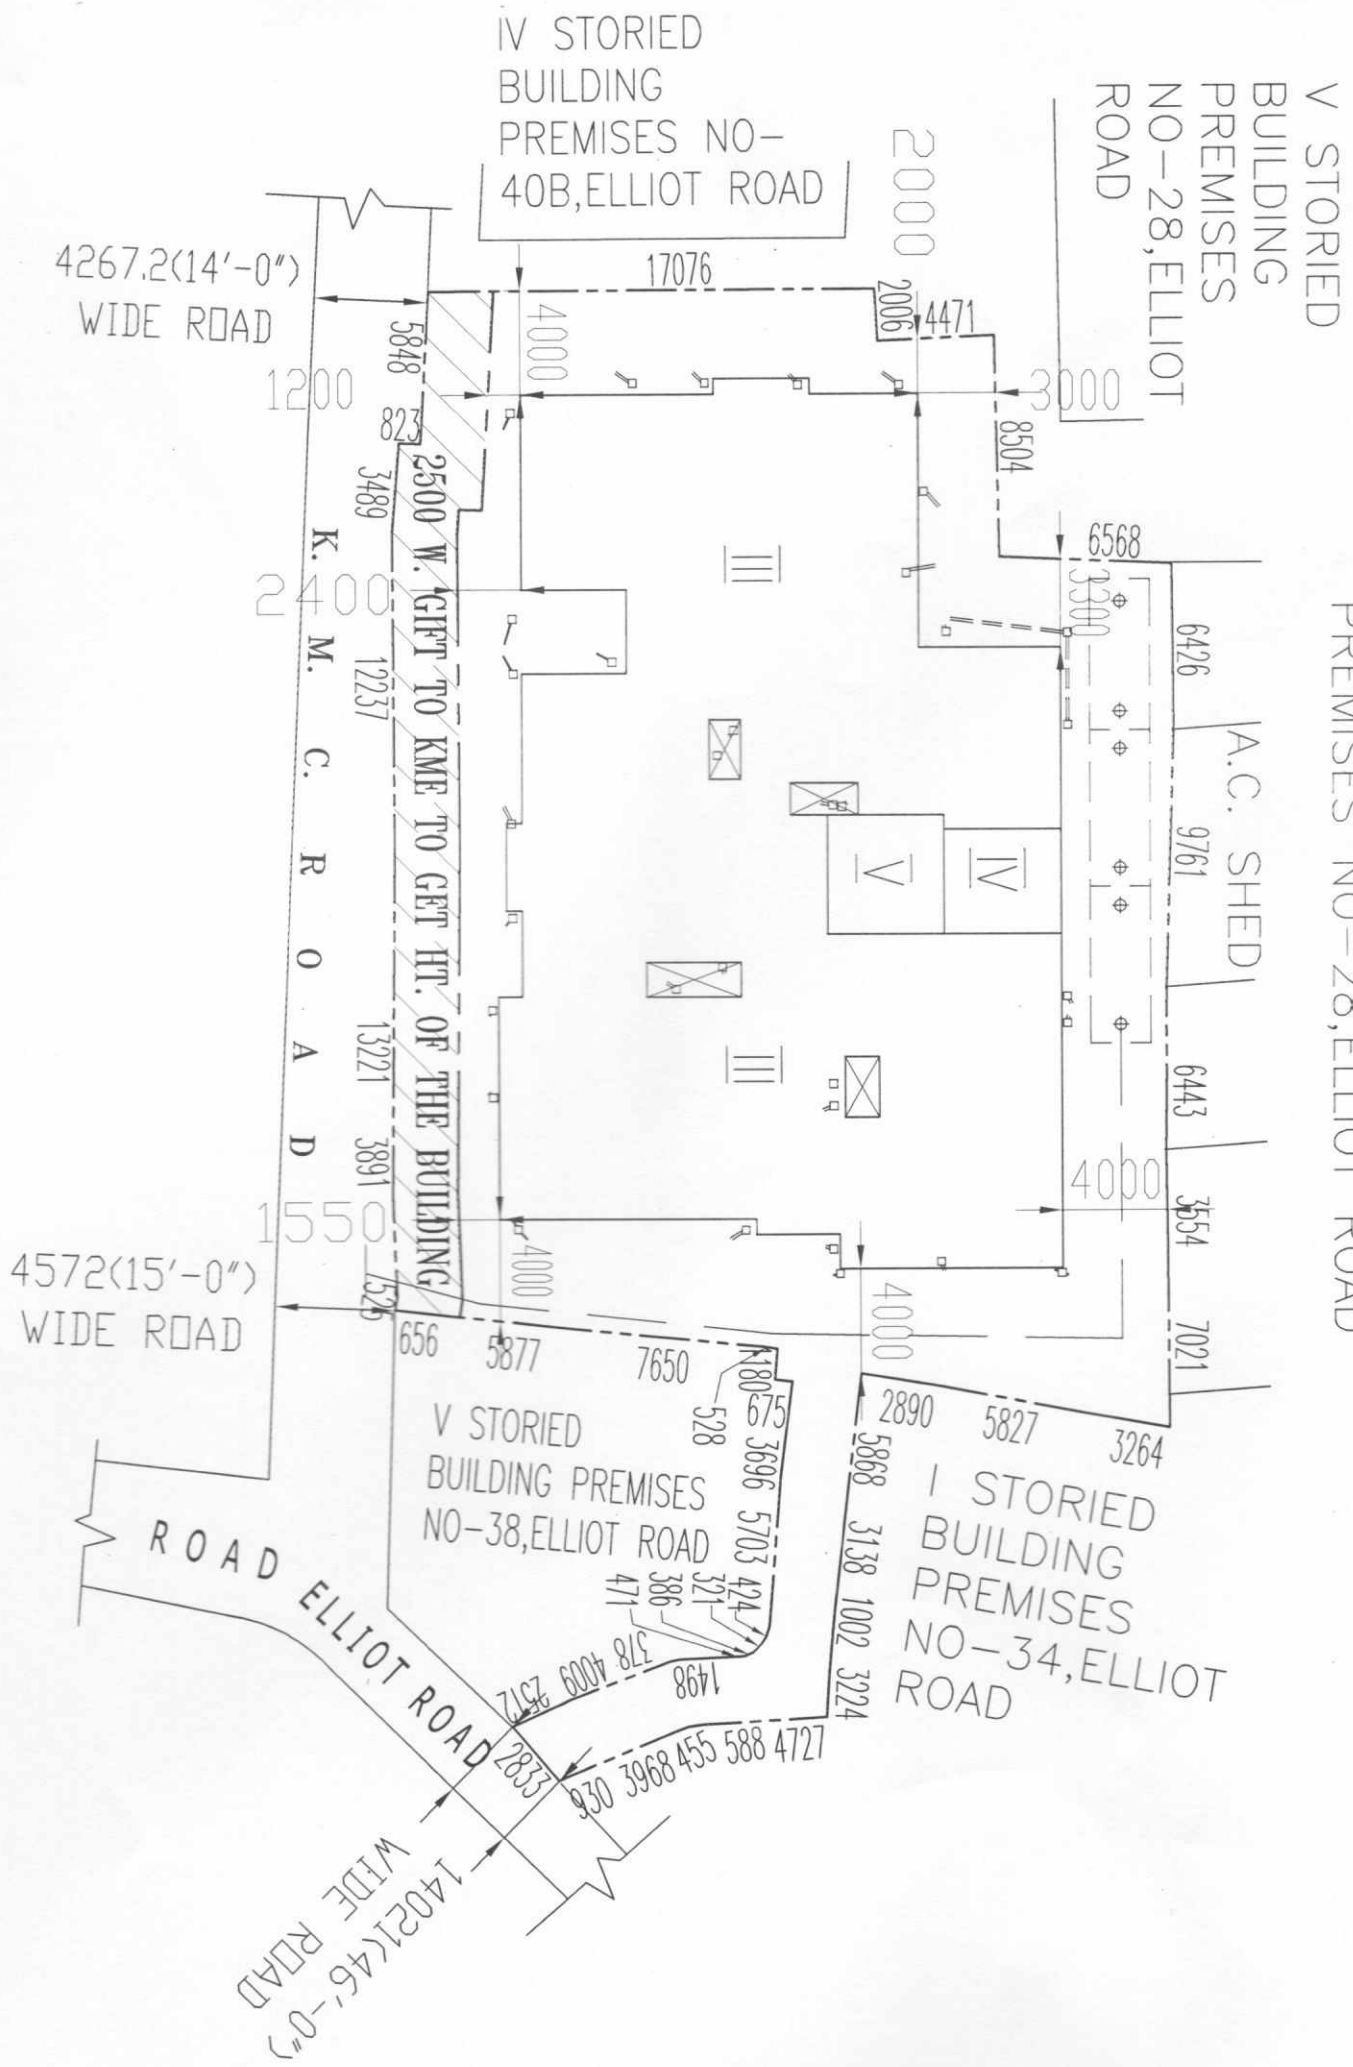 IV STORIED
BUILDING
PREMISES NO-
40B,ELLIOT ROAD
V STORIED
BUILDING
PREMISES
NO-28,ELLIOT
ROAD
2000
4267.2(14'-0")
WIDE ROAD
17076
2006
4471
4000
5848
1200
3000
823
8504
3489
6568
3300
2400
III
6426
A.C. SHED
PREMISES NO-28,ELLIOT ROAD
K. M. C. R O A D
2500 W. GIFT TO KME TO GET HT. OF THE BUILDING
12237
9761
V
IV
13221
III
6443
3891
4000
3554
1550
4000
4000
4572(15'-0")
WIDE ROAD
656
5877
7650
528
675
7021
2890
5827
3264
V STORIED
BUILDING PREMISES
NO-38,ELLIOT ROAD
3696
5703
424
321
386
471
5868
3138
1002
3224
I STORIED
BUILDING
PREMISES
NO-34,ELLIOT
ROAD
378
4009
2512
1498
ROAD ELLIOT ROAD
2833
930
3968
455
588
4727
14021(46'-0")
WIDE ROAD